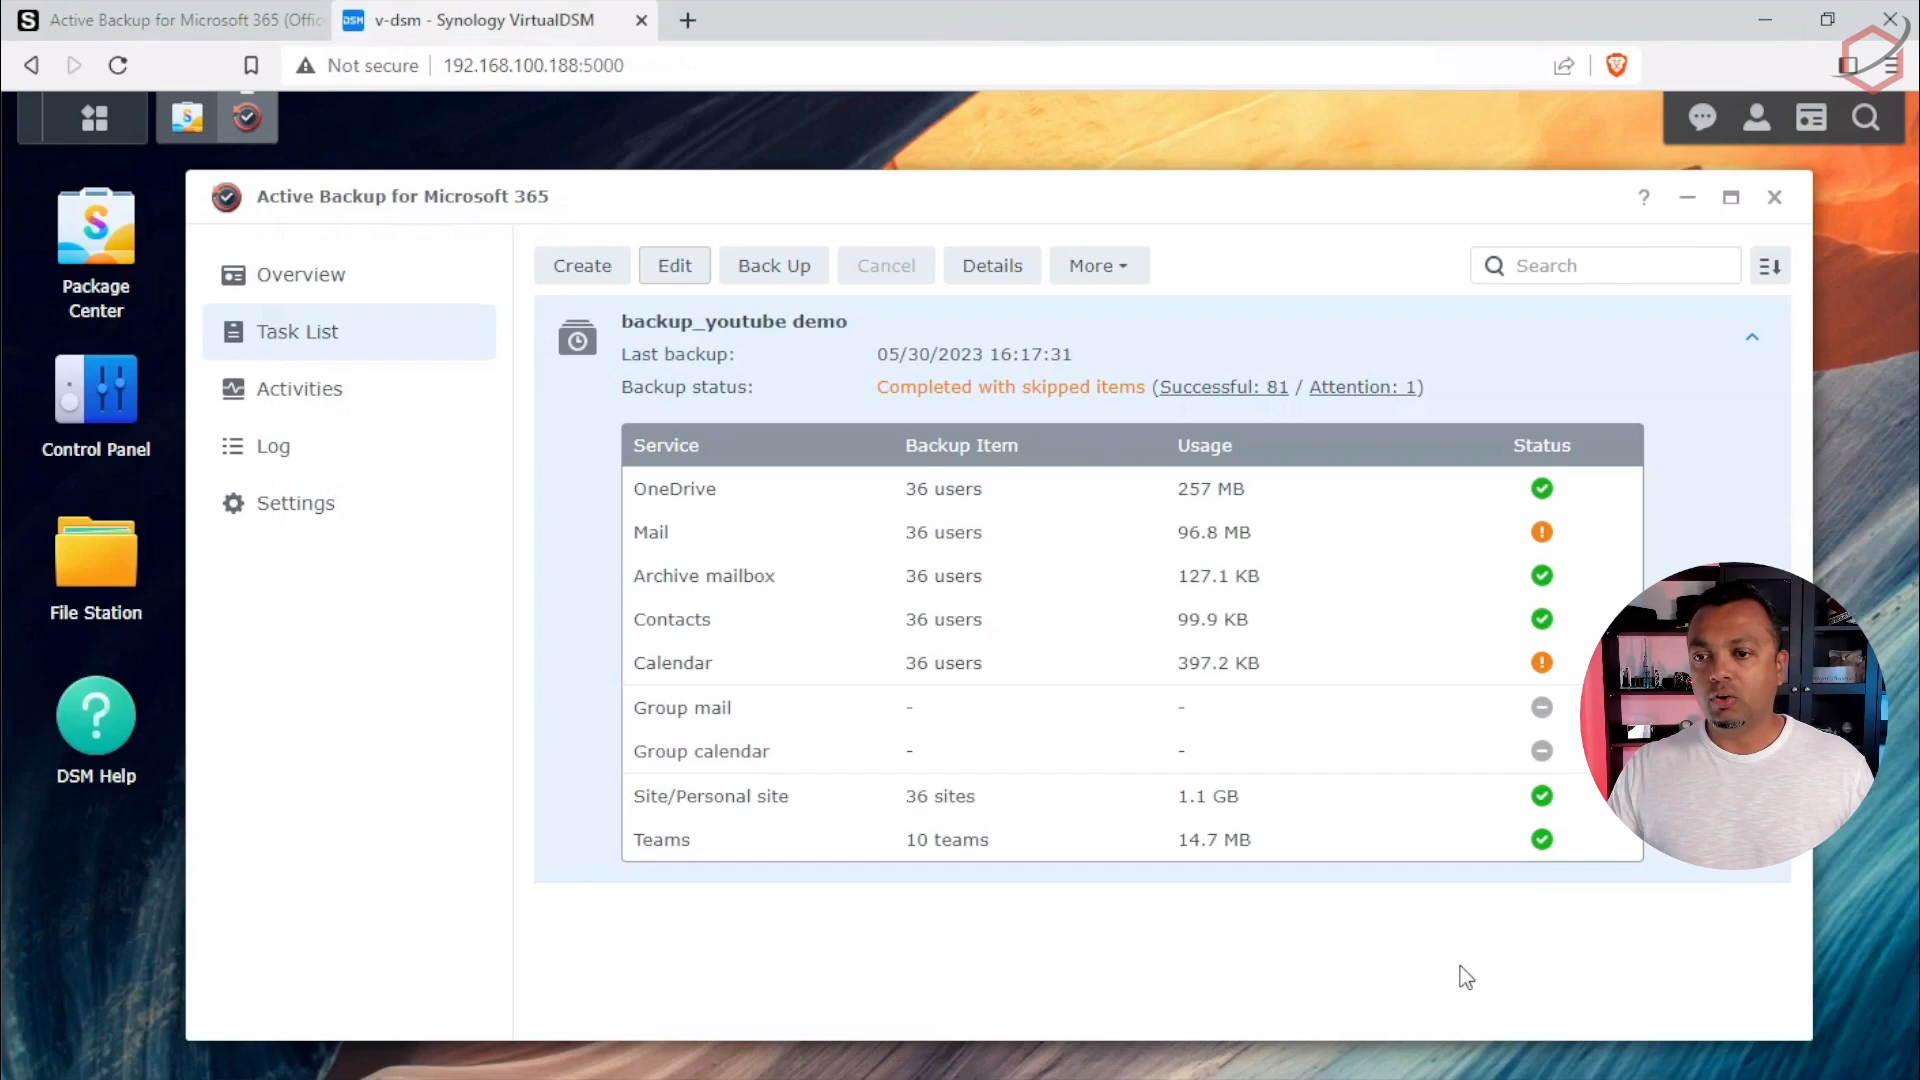 Active Backup for Microsoft 365 (Offic
v-dsm - Synology VirtualDSM
Not secure 192.168.100.188:5000
Package Center
Control Panel
File Station
DSM Help
Active Backup for Microsoft 365
Overview
Task List
Activities
Log
Settings
Create Edit Back Up Cancel Details More
Search
backup_youtube demo
Last backup: 05/30/2023 16:17:31
Backup status: Completed with skipped items (Successful: 81 / Attention: 1)
Service Backup Item Usage Status
OneDrive 36 users 257 MB
Mail 36 users 96.8 MB
Archive mailbox 36 users 127.1 KB
Contacts 36 users 99.9 KB
Calendar 36 users 397.2 KB
Group mail - -
Group calendar - -
Site/Personal site 36 sites 1.1 GB
Teams 10 teams 14.7 MB